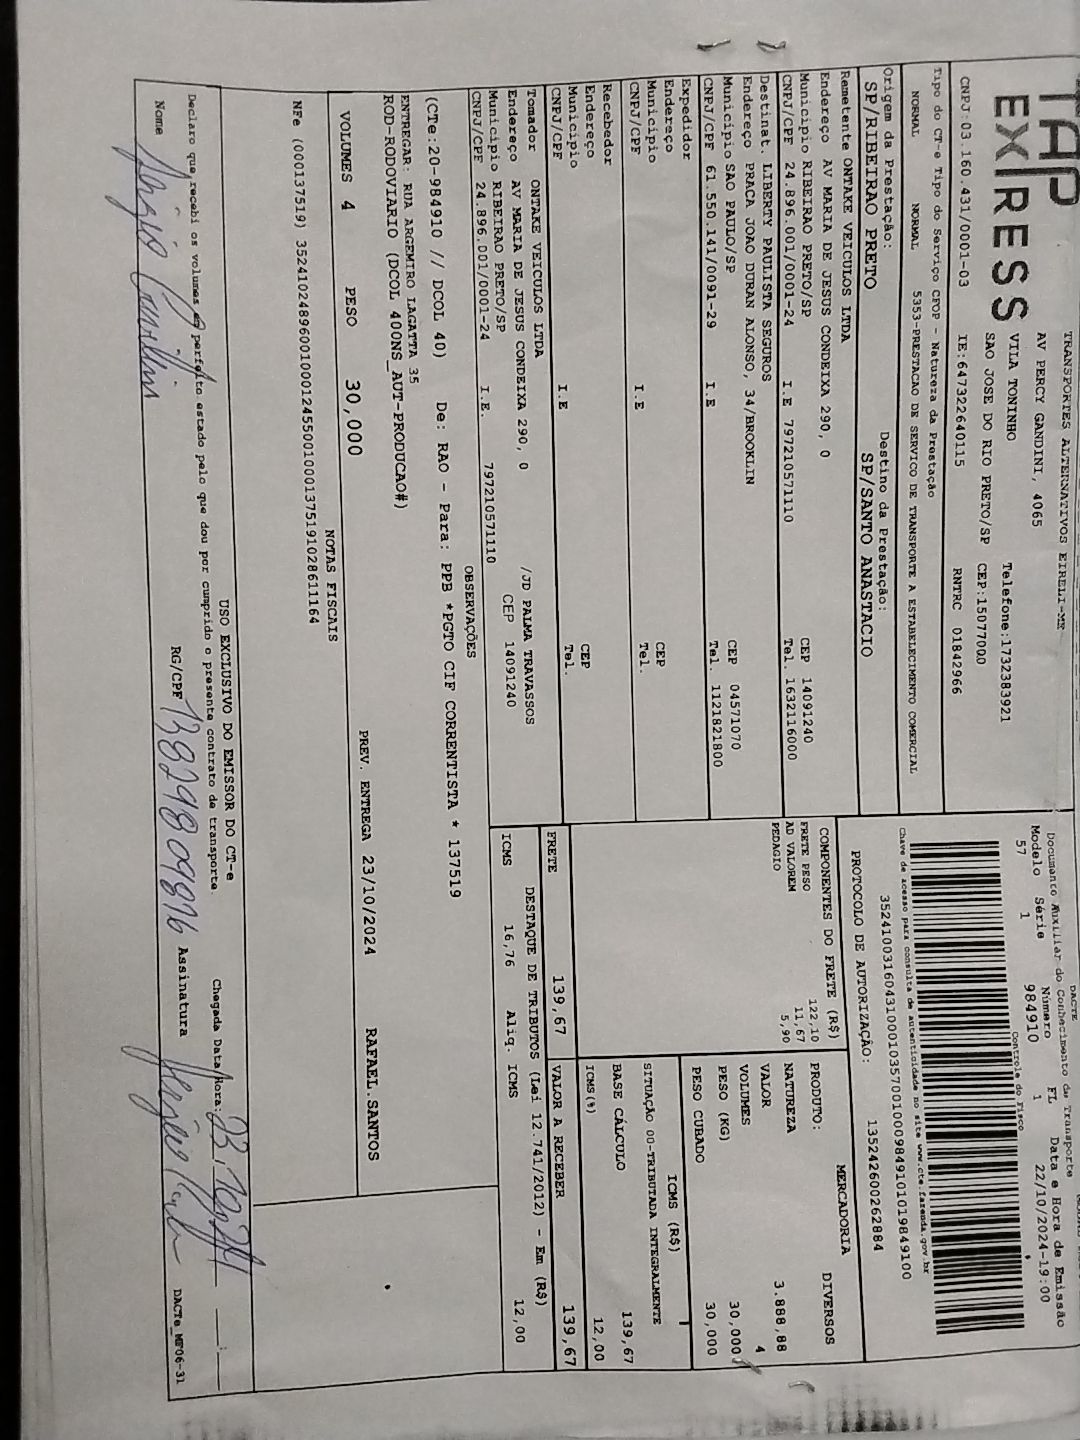 TAP
EXPRESS
TRANSPORTES ALTERNATIVOS EIRELI-ME
AV PERCY GANDINI, 4065
VILA TONINHO
SAO JOSE DO RIO PRETO/SP CEP:15077000
Telefone:1732383921
CNPJ:03.160.431/0001-03 IE:647322640115 RNTRC 01842966
DACTE
Documento Auxiliar do Conhecimento de Transporte
Modelo Série Número FL Data e Hora de Emissão
57 1 984910 1 22/10/2024-19:00
Controle do Fisco
Chave de acesso para consulta de autenticidade no site www.cte.fazenda.gov.br
35241003160431000103570010009849101019849100
PROTOCOLO DE AUTORIZAÇÃO: 135242600262884
Tipo do CT-e Tipo do Serviço CFOP - Natureza da Prestação
NORMAL NORMAL 5353-PRESTACAO DE SERVICO DE TRANSPORTE A ESTABELECIMENTO COMERCIAL
Origem da Prestação: Destino da Prestação:
SP/RIBEIRAO PRETO SP/SANTO ANASTACIO
Remetente ONTAKE VEICULOS LTDA
Endereço AV MARIA DE JESUS CONDEIXA 290, 0
Município RIBEIRAO PRETO/SP CEP 14091240
CNPJ/CPF 24.896.001/0001-24 I.E 797210571110 Tel. 1632116000
Destinat. LIBERTY PAULISTA SEGUROS
Endereço PRACA JOAO DURAN ALONSO, 34/BROOKLIN
Município SAO PAULO/SP CEP 04571070
CNPJ/CPF 61.550.141/0091-29 I.E Tel. 1121821800
Expedidor
Endereço
Município CEP
CNPJ/CPF I.E Tel.
Recebedor
Endereço
Município CEP
CNPJ/CPF I.E Tel.
Tomador ONTAKE VEICULOS LTDA
Endereço AV MARIA DE JESUS CONDEIXA 290, 0 /JD PALMA TRAVASSOS
Município RIBEIRAO PRETO/SP CEP 14091240
CNPJ/CPF 24.896.001/0001-24 I.E. 797210571110
COMPONENTES DO FRETE (R$)
FRETE PESO 122,10
AD VALOREM 11,67
PEDAGIO 5,90
FRETE 139,67
MERCADORIA
PRODUTO:
NATUREZA DIVERSOS
VALOR 3.888,88
VOLUMES 4
PESO (KG) 30,000
PESO CUBADO 30,000
ICMS (R$)
SITUAÇÃO 00-TRIBUTADA INTEGRALMENTE
BASE CÁLCULO 139,67
ICMS(%) 12,00
VALOR A RECEBER 139,67
DESTAQUE DE TRIBUTOS (Lei 12.741/2012) - Em (R$)
ICMS 16,76 Aliq. ICMS 12,00
OBSERVAÇÕES
(CTe:20-984910 // DCOL 40) De: RAO - Para: PPB *PGTO CIF CORRENTISTA * 137519
ENTREGAR: RUA ARGEMIRO LAGATTA 35
ROD-RODOVIARIO (DCOL 400NS_AUT-PRODUCAO#)
VOLUMES 4 PESO 30,000 PREV. ENTREGA 23/10/2024 RAFAEL.SANTOS
NOTAS FISCAIS
NFe (000137519) 35241024896001000124550010001375191028611164
USO EXCLUSIVO DO EMISSOR DO CT-e
Declaro que recebi os volumes em perfeito estado pelo que dou por cumprido o presente contrato de transporte.
Chegada Data/Hora: 23/10/24 :
Nome RG/CPF 13829809876 Assinatura
DACTe_MP06-31